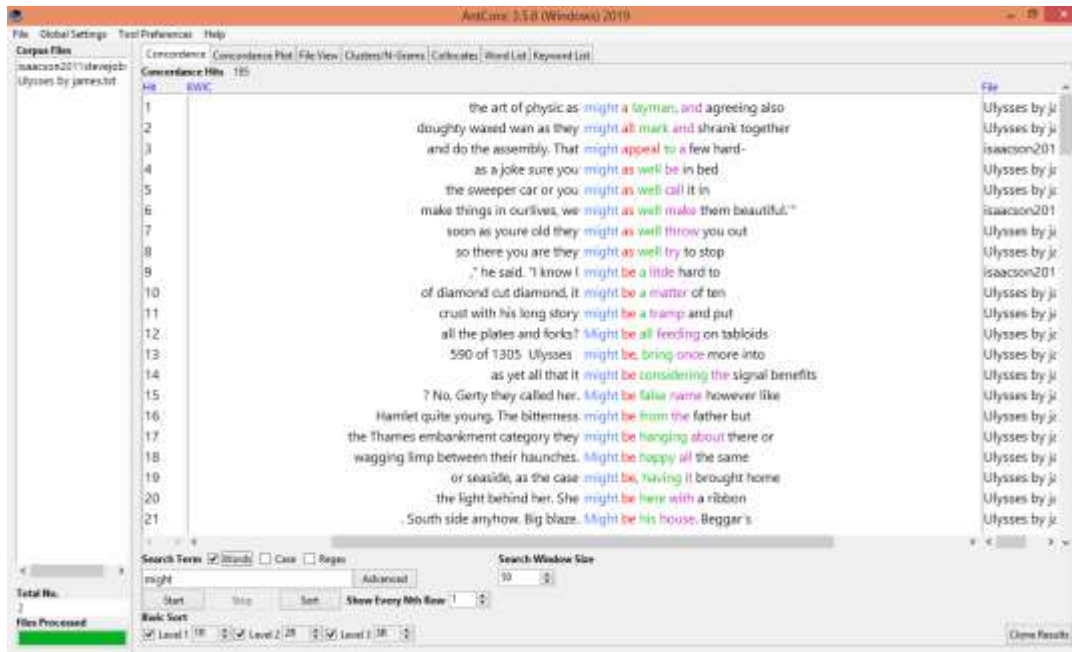 AntConc 3.5.8 (Windows) 2019
File Global Settings Tool Preferences Help
Corpus Files
Ulysses by james.txt
Concordance Concordance Plot File View Clusters/N-Grams Collocates Word List Keyword List
Concordance Hits 185
Hit KWIC File
1 the art of physic as might a layman, and agreeing also Ulysses by ja
2 doughty waxed wan as they might all mark and shrank together Ulysses by ja
3 and do the assembly. That might appeal to a few hard- isaacson201
4 as a joke sure you might as well be in bed Ulysses by ja
5 the sweeper car or you might as well call it in Ulysses by ja
6 make things in our lives, we might as well make them beautiful.'" isaacson201
7 soon as youre old they might as well throw you out Ulysses by ja
8 so there you are they might as well try to stop Ulysses by ja
9 ," he said. "I know I might be a little hard to isaacson201
10 of diamond cut diamond, it might be a matter of ten Ulysses by ja
11 crust with his long story might be a tramp and put Ulysses by ja
12 all the plates and forks? Might be all feeding on tabloids Ulysses by ja
13 590 of 1305 Ulysses might be, bring once more into Ulysses by ja
14 as yet all that it might be considering the signal benefits Ulysses by ja
15 ? No, Gerty they called her. Might be false name however like Ulysses by ja
16 Hamlet quite young. The bitterness might be from the father but Ulysses by ja
17 the Thames embankment category they might be hanging about there or Ulysses by ja
18 wagging limp between their haunches. Might be happy all the same Ulysses by ja
19 or seaside, as the case might be, having it brought home Ulysses by ja
20 the light behind her. She might be here with a ribbon Ulysses by ja
21 . South side anyhow. Big blaze. Might be his house. Beggar's Ulysses by ja
Search Term Words Case Regex Search Window Size
might Advanced 50
Total No.
2
Start Stop Sort Show Every Nth Row 1
Files Processed
Kwic Sort
Level 1 1R Level 2 2R Level 3 3R Clone Results